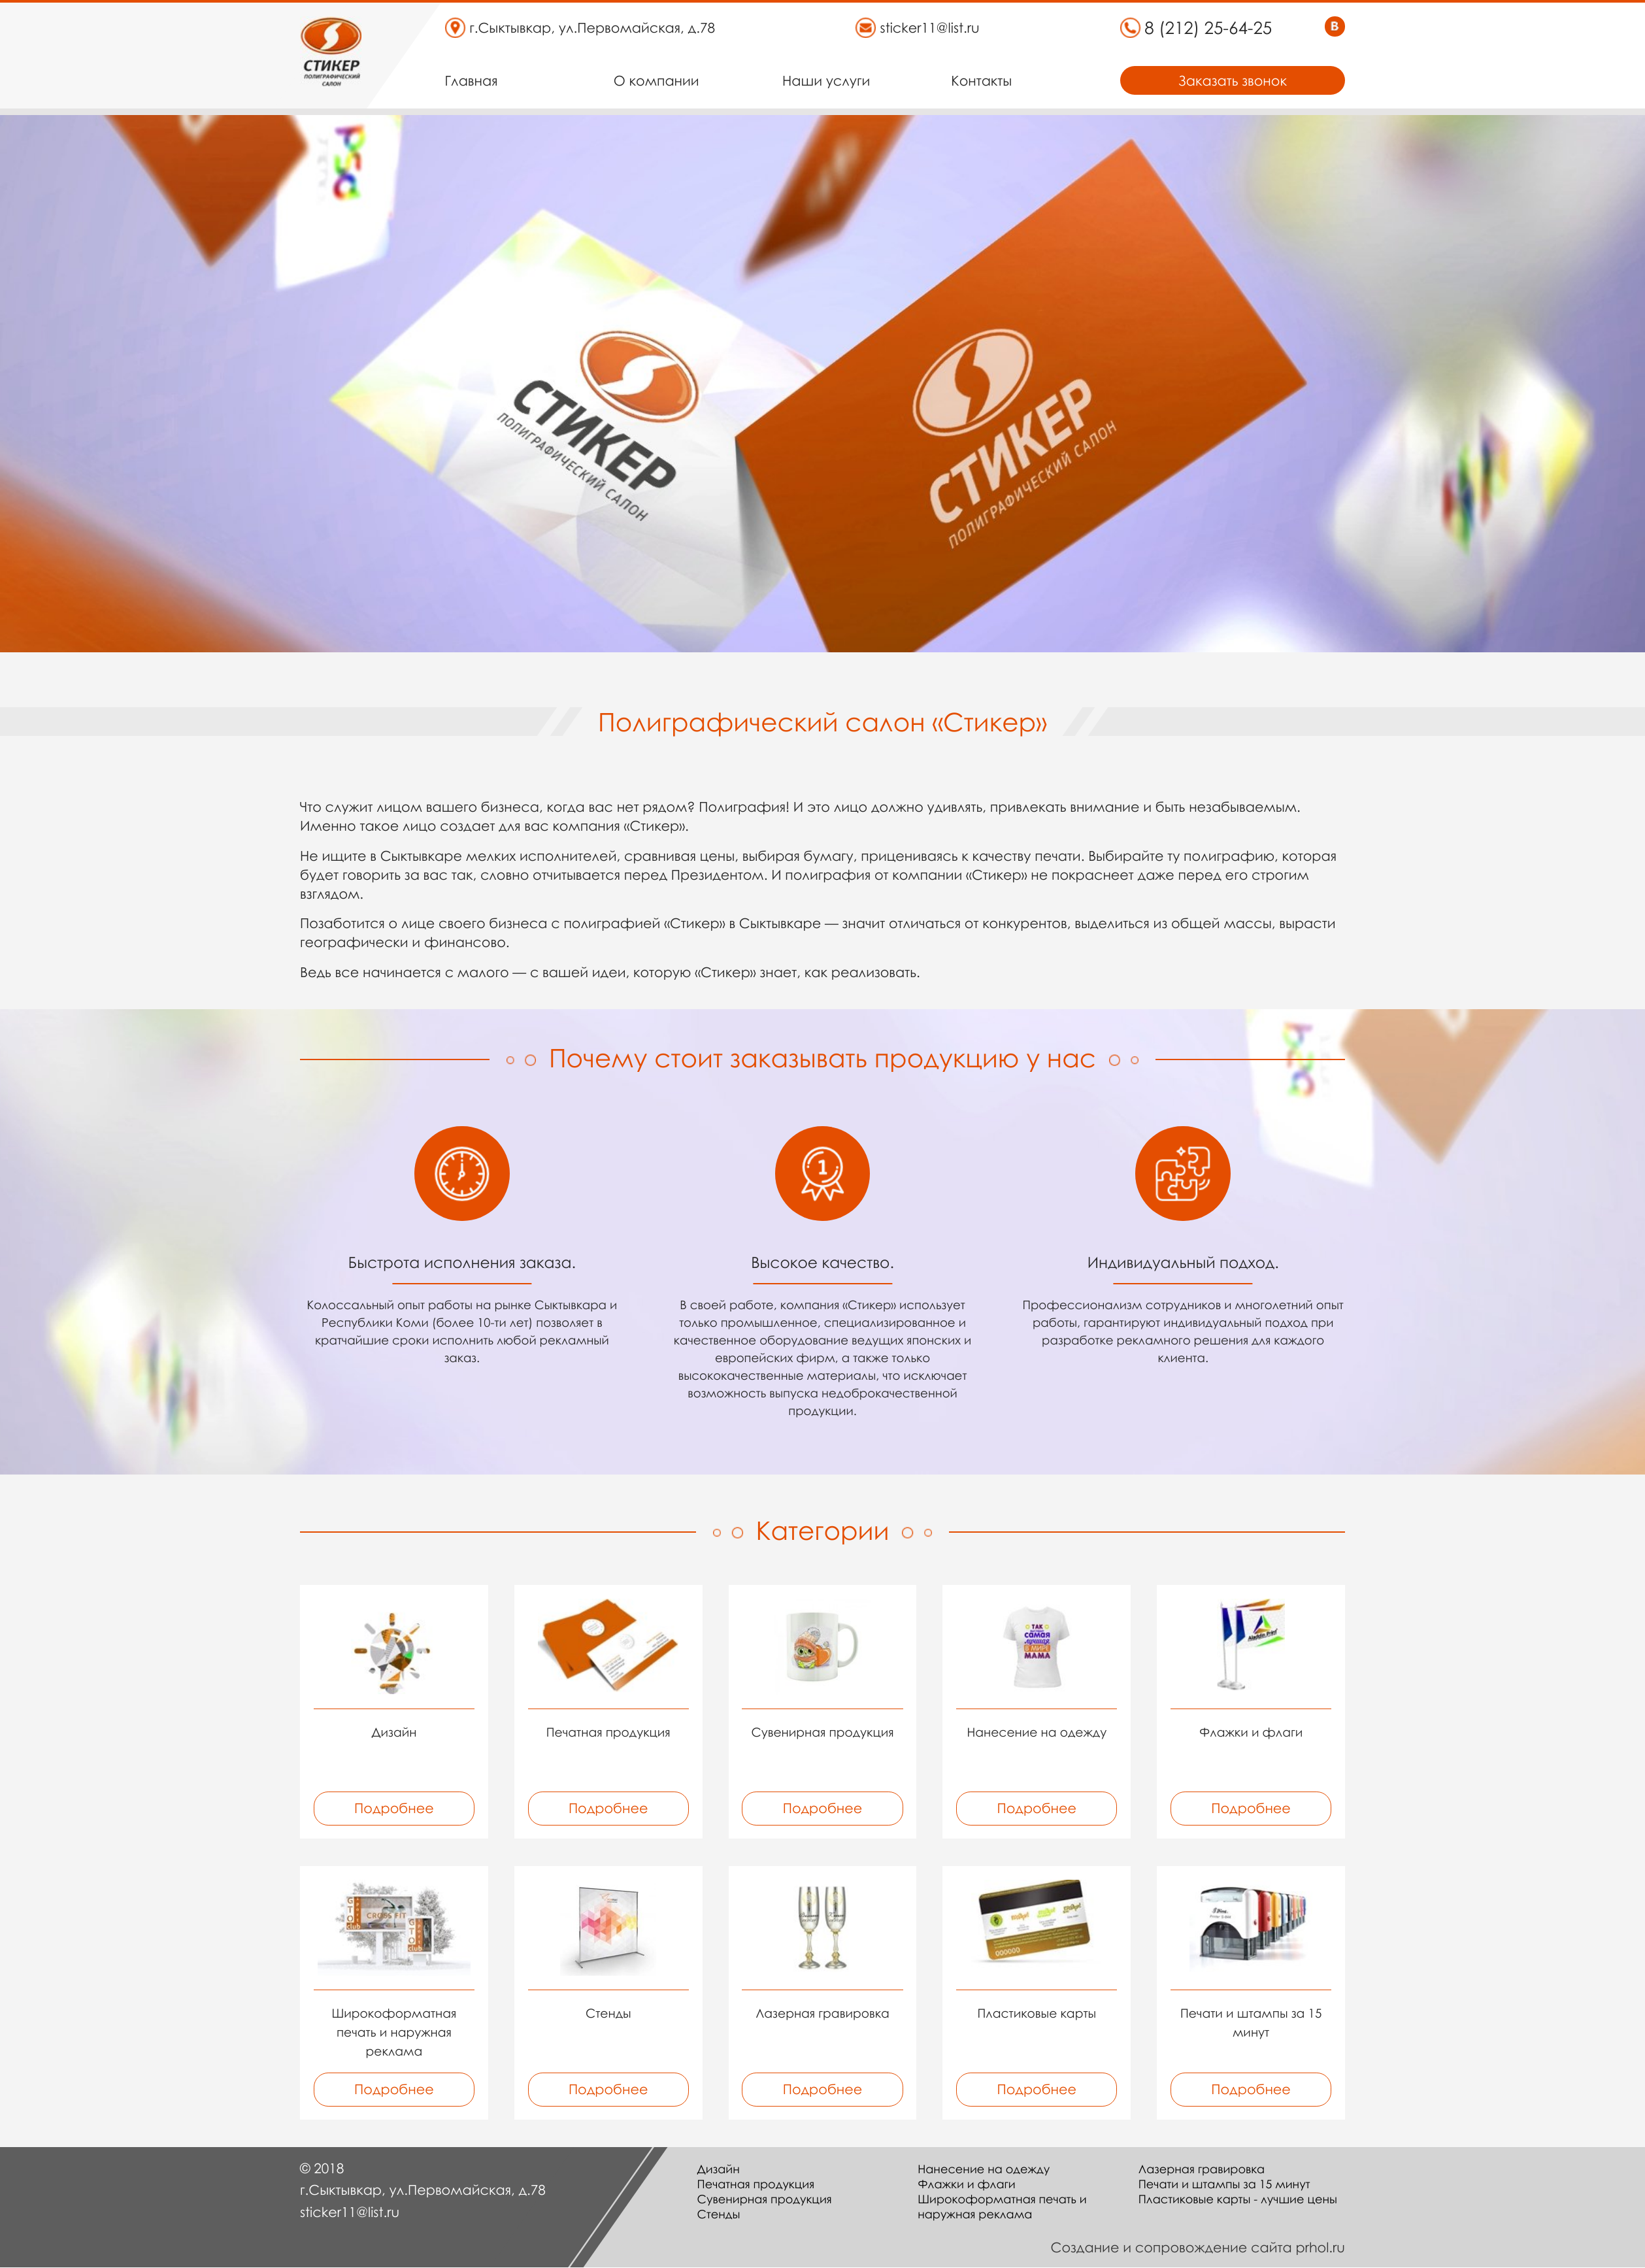 СТИКЕР
ПОЛИГРАФИЧЕСКИЙ
САЛОН
г.Сыктывкар, ул.Первомайская, д.78
sticker11@list.ru
8 (212) 25-64-25
В
Главная
О компании
Наши услуги
Контакты
Заказать звонок
СТИКЕР
ПОЛИГРАФИЧЕСКИЙ САЛОН
СТИКЕР
ПОЛИГРАФИЧЕСКИЙ САЛОН
Полиграфический салон «Стикер»
Что служит лицом вашего бизнеса, когда вас нет рядом? Полиграфия! И это лицо должно удивлять, привлекать внимание и быть незабываемым.
Именно такое лицо создает для вас компания «Стикер».
Не ищите в Сыктывкаре мелких исполнителей, сравнивая цены, выбирая бумагу, прицениваясь к качеству печати. Выбирайте ту полиграфию, которая
будет говорить за вас так, словно отчитывается перед Президентом. И полиграфия от компании «Стикер» не покраснеет даже перед его строгим
взглядом.
Позаботится о лице своего бизнеса с полиграфией «Стикер» в Сыктывкаре — значит отличаться от конкурентов, выделиться из общей массы, вырасти
географически и финансово.
Ведь все начинается с малого — с вашей идеи, которую «Стикер» знает, как реализовать.
Почему стоит заказывать продукцию у нас
1
Быстрота исполнения заказа.
Колоссальный опыт работы на рынке Сыктывкара и
Республики Коми (более 10-ти лет) позволяет в
кратчайшие сроки исполнить любой рекламный
заказ.
Высокое качество.
В своей работе, компания «Стикер» использует
только промышленное, специализированное и
качественное оборудование ведущих японских и
европейских фирм, а также только
высококачественные материалы, что исключает
возможность выпуска недоброкачественной
продукции.
Индивидуальный подход.
Профессионализм сотрудников и многолетний опыт
работы, гарантируют индивидуальный подход при
разработке рекламного решения для каждого
клиента.
Категории
ТАК
САМАЯ
ЛУЧШАЯ
В МИРЕ
МАМА
Дизайн
Печатная продукция
Сувенирная продукция
Нанесение на одежду
Флажки и флаги
Подробнее
Подробнее
Подробнее
Подробнее
Подробнее
CROSS FIT
000000
Широкоформатная
печать и наружная
реклама
Стенды
Лазерная гравировка
Пластиковые карты
Печати и штампы за 15
минут
Подробнее
Подробнее
Подробнее
Подробнее
Подробнее
© 2018
г.Сыктывкар, ул.Первомайская, д.78
sticker11@list.ru
Дизайн
Печатная продукция
Сувенирная продукция
Стенды
Нанесение на одежду
Флажки и флаги
Широкоформатная печать и
наружная реклама
Лазерная гравировка
Печати и штампы за 15 минут
Пластиковые карты - лучшие цены
Создание и сопровождение сайта prhol.ru